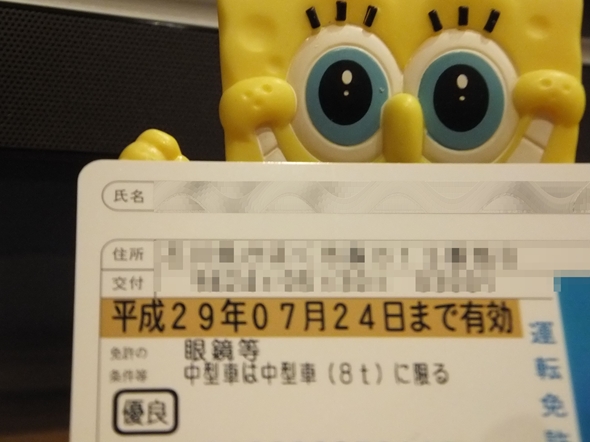 氏名
住所
交付
平成29年07月24日まで有効
免許の
条件等
眼鏡等
中型車は中型車(8t)に限る
優良
運転免許